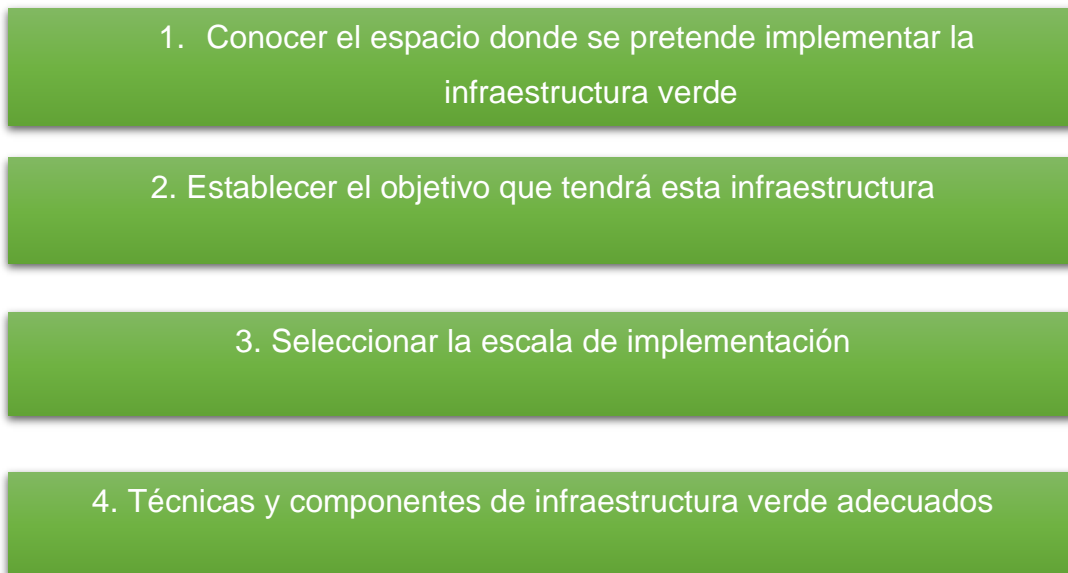 1. Conocer el espacio donde se pretende implementar la
infraestructura verde
2. Establecer el objetivo que tendrá esta infraestructura
3. Seleccionar la escala de implementación
4. Técnicas y componentes de infraestructura verde adecuados